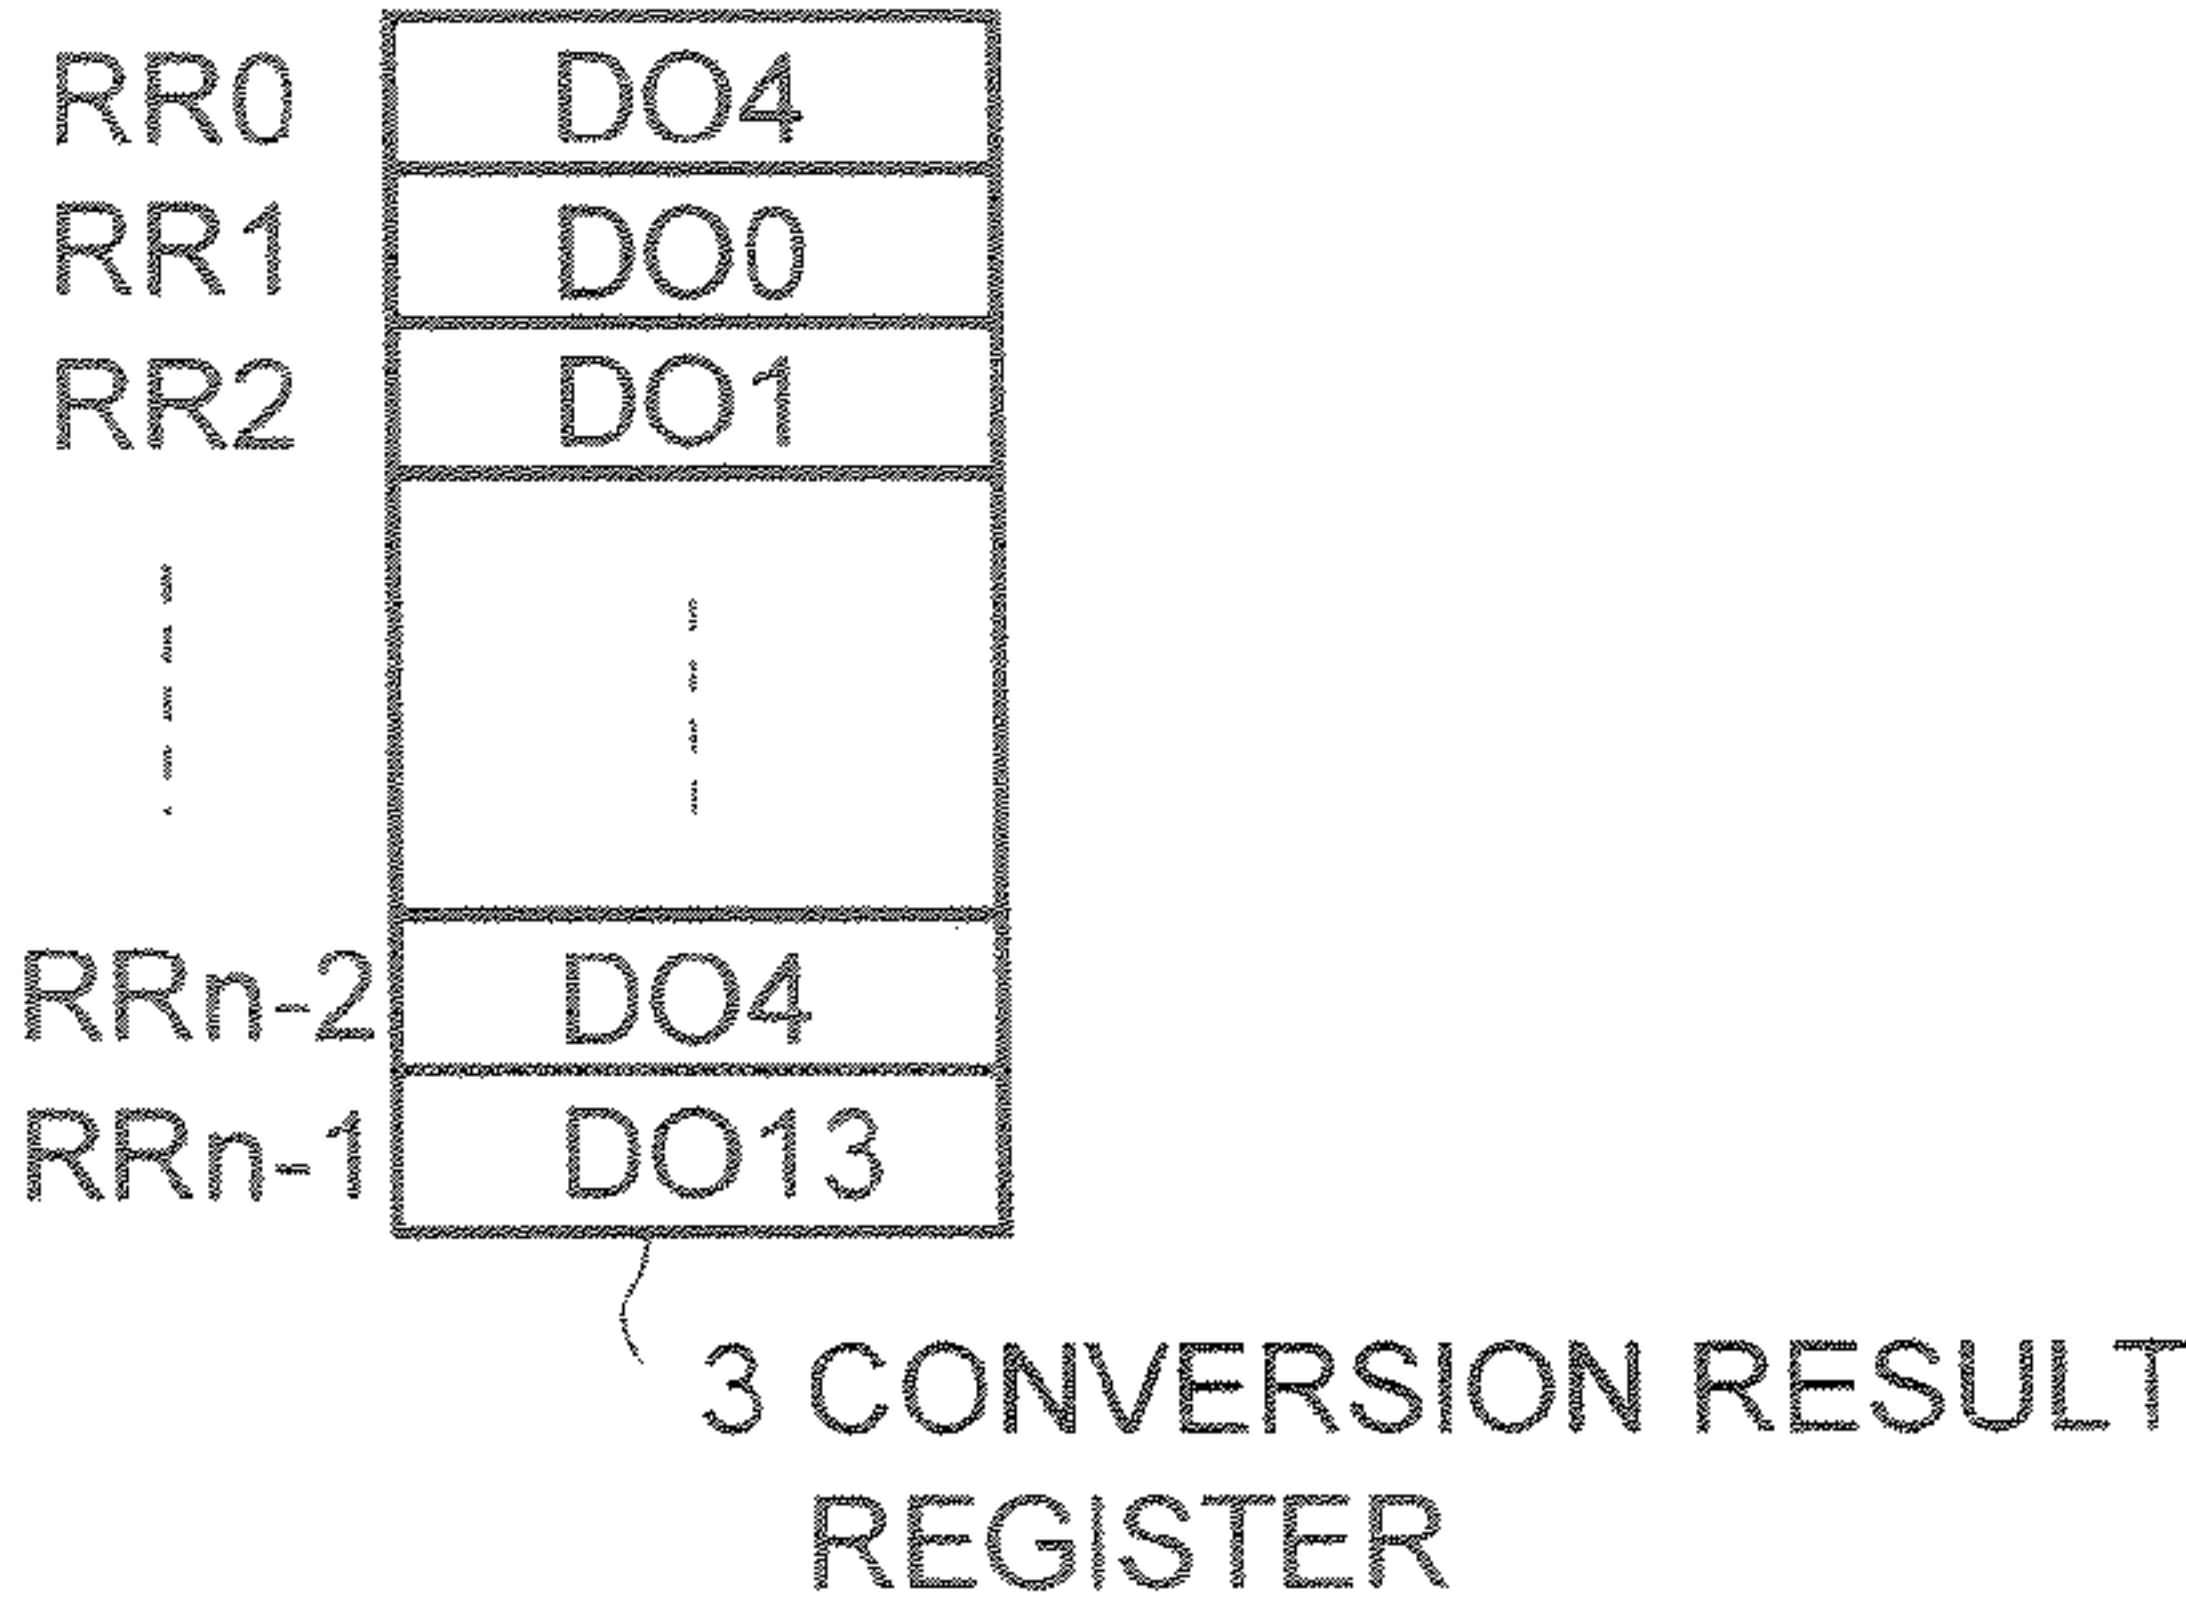 RR0 DO4
RR1 DO0
RR2 DO1
RRn-2 DO4
RRn-1 DO13
3 CONVERSION RESULT
REGISTER